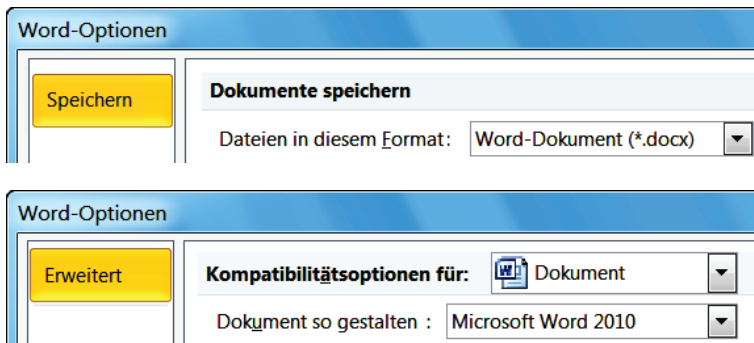 Word-Optionen
Speichern
Dokumente speichern
Dateien in diesem Format: Word-Dokument (*.docx)
Word-Optionen
Erweitert
Kompatibilitätsoptionen für: Dokument
Dokument so gestalten : Microsoft Word 2010